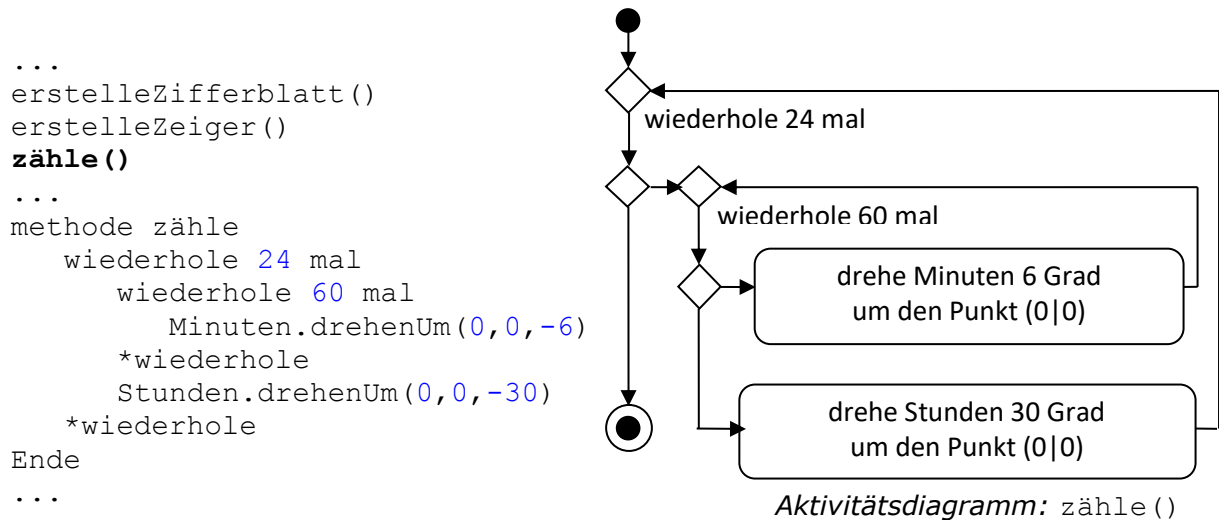 ...
erstelleZifferblatt()
erstelleZeiger()
zähle()
...
methode zähle
wiederhole 24 mal
wiederhole 60 mal
Minuten.drehenUm(0,0,-6)
*wiederhole
Stunden.drehenUm(0,0,-30)
*wiederhole
Ende
...
wiederhole 24 mal
wiederhole 60 mal
drehe Minuten 6 Grad
um den Punkt (0|0)
drehe Stunden 30 Grad
um den Punkt (0|0)
Aktivitätsdiagramm: zähle()